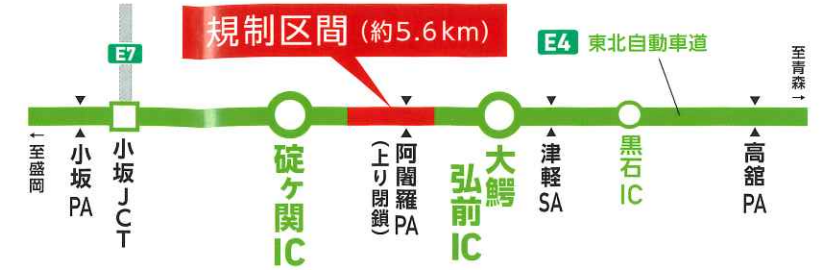 規制区間(約5.6km)
E7
E4 東北自動車道
至青森→
←至盛岡
小坂PA
小坂JCT
碇ヶ関IC
阿闍羅PA
(上り閉鎖)
大鰐
弘前IC
津軽SA
黒石IC
高舘PA